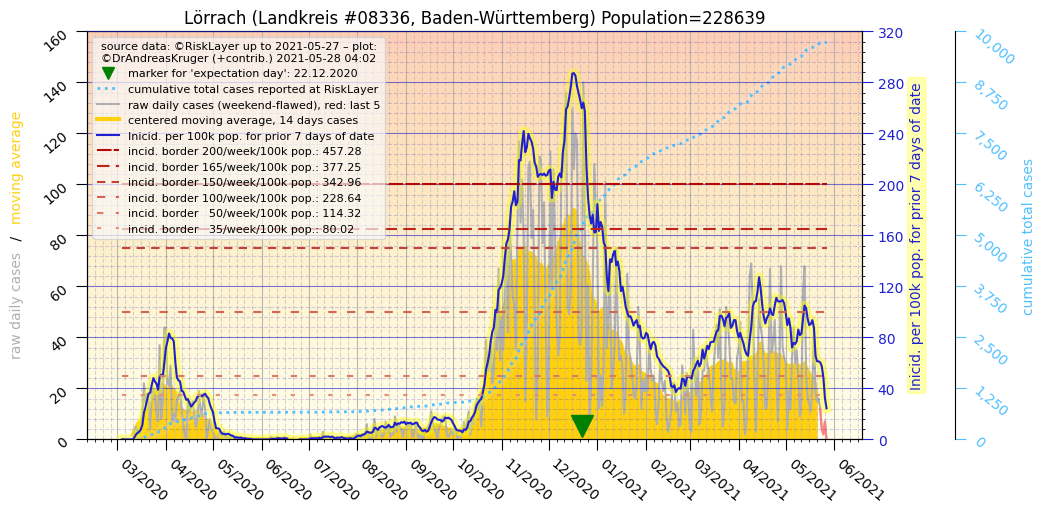 Lörrach (Landkreis #08336, Baden-Württemberg) Population=228639
source data: ©RiskLayer up to 2021-05-27 – plot:
©DrAndreasKruger (+contrib.) 2021-05-28 04:02
marker for 'expectation day': 22.12.2020
cumulative total cases reported at RiskLayer
raw daily cases (weekend-flawed), red: last 5
centered moving average, 14 days cases
Inicid. per 100k pop. for prior 7 days of date
incid. border 200/week/100k pop.: 457.28
incid. border 165/week/100k pop.: 377.25
incid. border 150/week/100k pop.: 342.96
incid. border 100/week/100k pop.: 228.64
incid. border   50/week/100k pop.: 114.32
incid. border   35/week/100k pop.: 80.02
raw daily cases / moving average
160
140
120
100
80
60
40
20
0
03/2020
04/2020
05/2020
06/2020
07/2020
08/2020
09/2020
10/2020
11/2020
12/2020
01/2021
02/2021
03/2021
04/2021
05/2021
06/2021
320
280
240
200
160
120
80
40
0
Inicid. per 100k pop. for prior 7 days of date
10,000
8,750
7,500
6,250
5,000
3,750
2,500
1,250
0
cumulative total cases